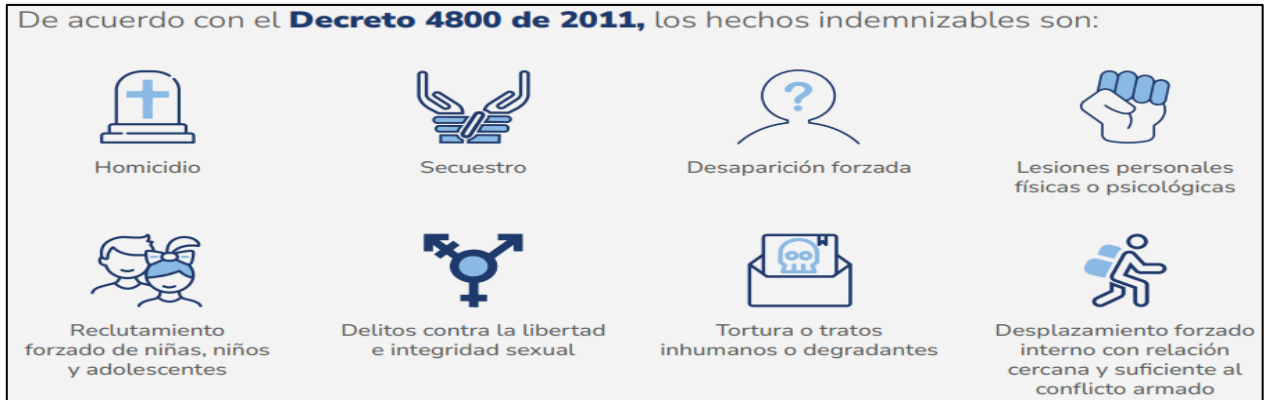 De acuerdo con el Decreto 4800 de 2011, los hechos indemnizables son:
?
Homicidio
Secuestro
Desaparición forzada
Lesiones personales
físicas o psicológicas
Reclutamiento
forzado de niñas, niños
y adolescentes
Delitos contra la libertad
e integridad sexual
Tortura o tratos
inhumanos o degradantes
Desplazamiento forzado
interno con relación
cercana y suficiente al
conflicto armado